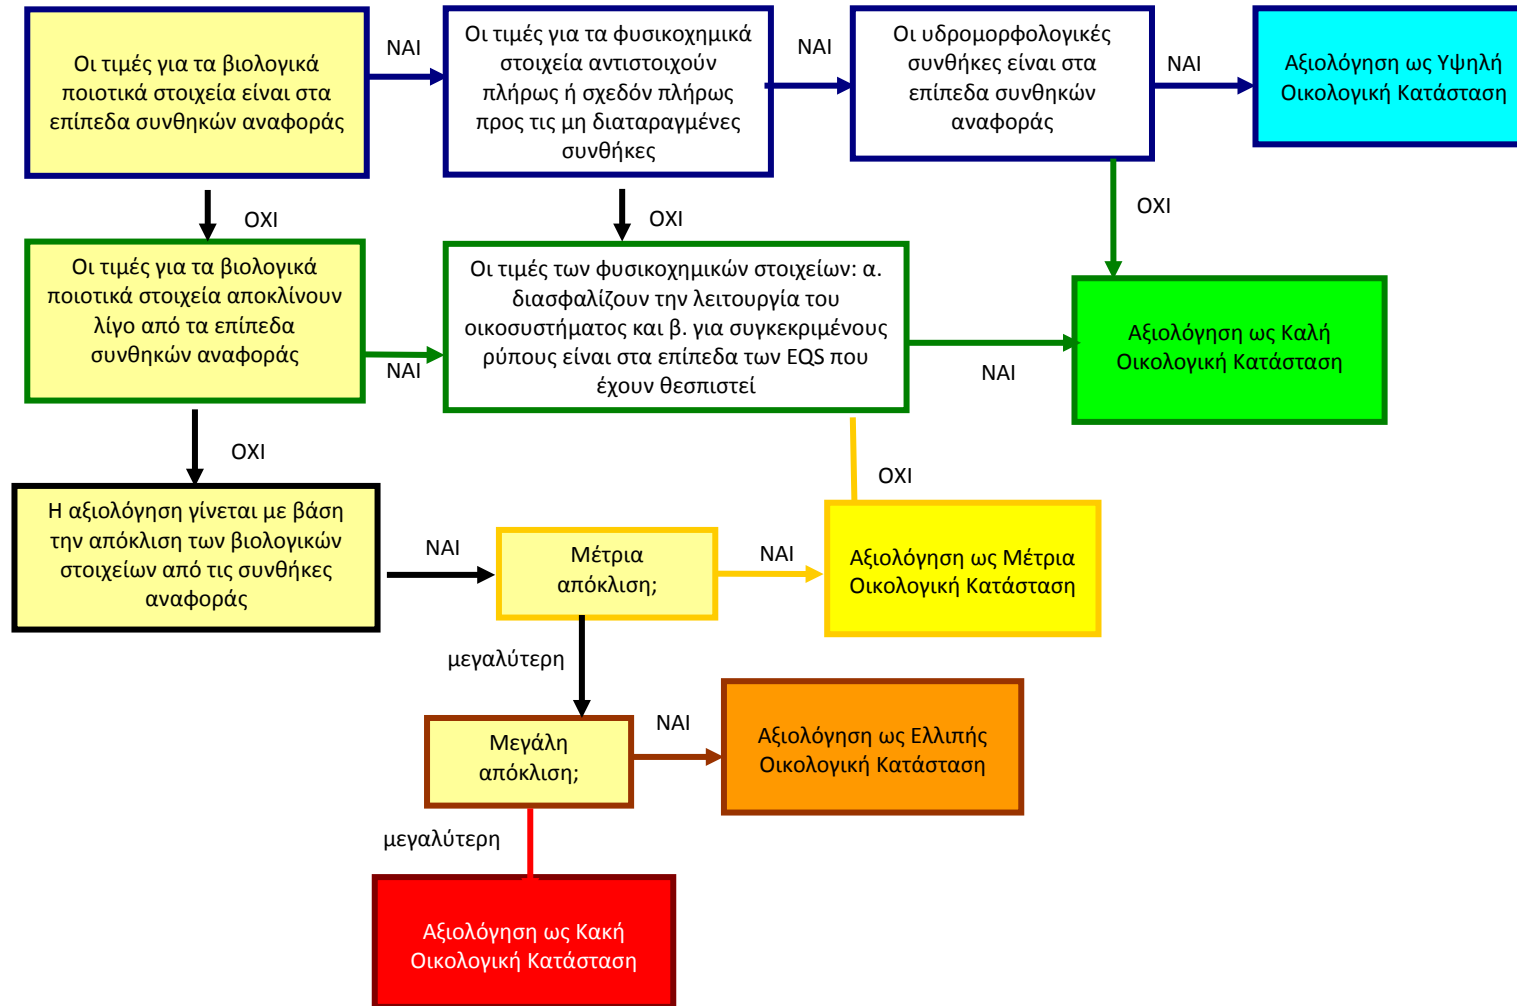 Οι τιμές για τα βιολογικά
ποιοτικά στοιχεία είναι στα
επίπεδα συνθηκών αναφοράς
ΝΑΙ
Οι τιμές για τα φυσικοχημικά
στοιχεία αντιστοιχούν
πλήρως ή σχεδόν πλήρως
προς τις μη διαταραγμένες
συνθήκες
ΝΑΙ
Οι υδρομορφολογικές
συνθήκες είναι στα
επίπεδα συνθηκών
αναφοράς
ΝΑΙ
Αξιολόγηση ως Υψηλή
Οικολογική Κατάσταση
ΟΧΙ
ΟΧΙ
ΟΧΙ
Οι τιμές για τα βιολογικά
ποιοτικά στοιχεία αποκλίνουν
λίγο από τα επίπεδα
συνθηκών αναφοράς
ΝΑΙ
Οι τιμές των φυσικοχημικών στοιχείων: α.
διασφαλίζουν την λειτουργία του
οικοσυστήματος και β. για συγκεκριμένους
ρύπους είναι στα επίπεδα των EQS που
έχουν θεσπιστεί
ΝΑΙ
Αξιολόγηση ως Καλή
Οικολογική Κατάσταση
ΟΧΙ
ΟΧΙ
Η αξιολόγηση γίνεται με βάση
την απόκλιση των βιολογικών
στοιχείων από τις συνθήκες
αναφοράς
ΝΑΙ
Μέτρια
απόκλιση;
ΝΑΙ
Αξιολόγηση ως Μέτρια
Οικολογική Κατάσταση
μεγαλύτερη
Μεγάλη
απόκλιση;
ΝΑΙ
Αξιολόγηση ως Ελλιπής
Οικολογική Κατάσταση
μεγαλύτερη
Αξιολόγηση ως Κακή
Οικολογική Κατάσταση